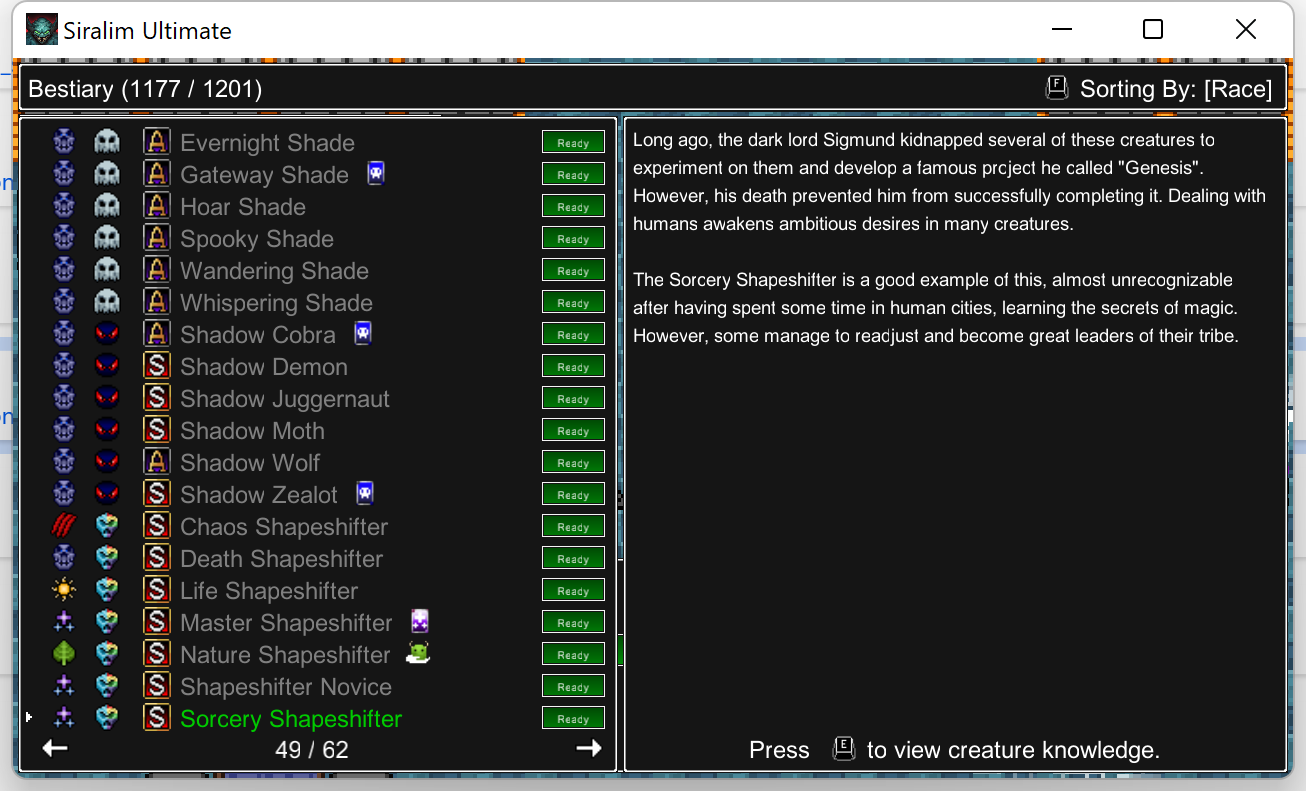 Siralim Ultimate
Bestiary (1177 / 1201)
F Sorting By: [Race]
A Evernight Shade Ready
A Gateway Shade Ready
A Hoar Shade Ready
A Spooky Shade Ready
A Wandering Shade Ready
A Whispering Shade Ready
A Shadow Cobra Ready
S Shadow Demon Ready
S Shadow Juggernaut Ready
S Shadow Moth Ready
A Shadow Wolf Ready
S Shadow Zealot Ready
S Chaos Shapeshifter Ready
S Death Shapeshifter Ready
S Life Shapeshifter Ready
S Master Shapeshifter Ready
S Nature Shapeshifter Ready
S Shapeshifter Novice Ready
S Sorcery Shapeshifter Ready
49 / 62
Long ago, the dark lord Sigmund kidnapped several of these creatures to
experiment on them and develop a famous project he called "Genesis".
However, his death prevented him from successfully completing it. Dealing with
humans awakens ambitious desires in many creatures.
The Sorcery Shapeshifter is a good example of this, almost unrecognizable
after having spent some time in human cities, learning the secrets of magic.
However, some manage to readjust and become great leaders of their tribe.
Press E to view creature knowledge.